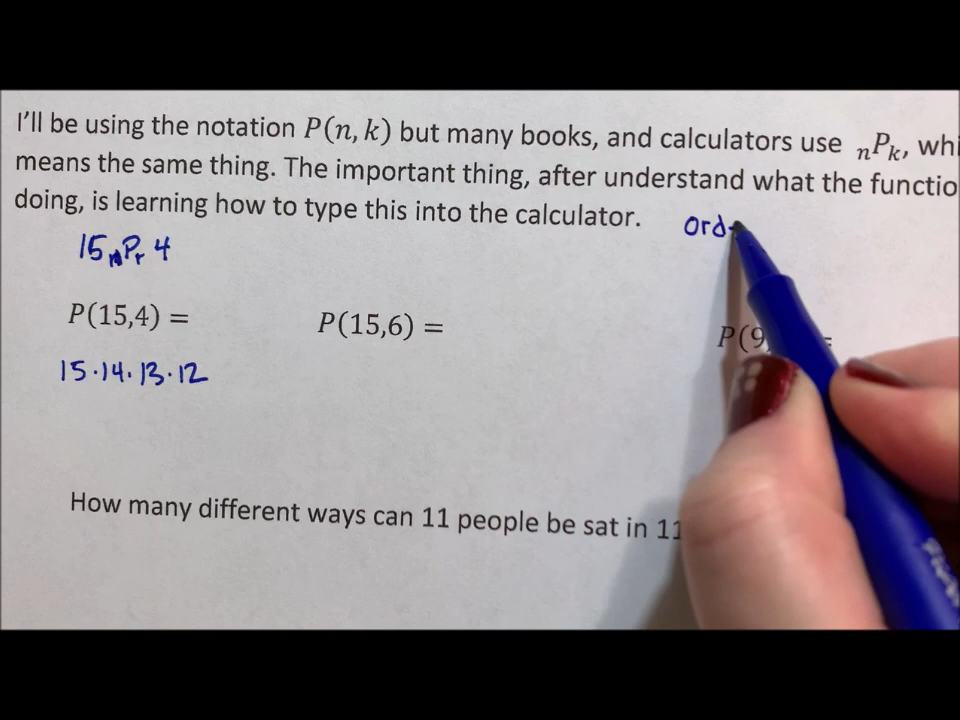 I'll be using the notation P(n, k) but many books, and calculators use nPk, whi
means the same thing. The important thing, after understand what the functio
doing, is learning how to type this into the calculator. ord
15 nPr 4
P(15,4) = P(15,6) = P(9, =
15·14·13·12
How many different ways can 11 people be sat in 11